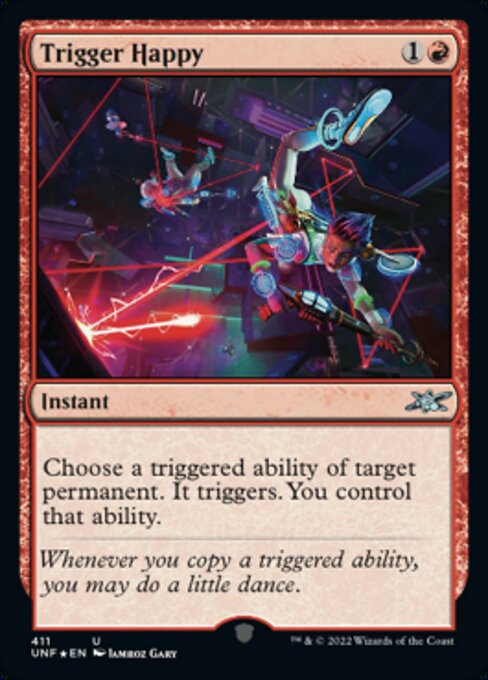 Trigger Happy 1
Instant
Choose a triggered ability of target
permanent. It triggers. You control
that ability.
Whenever you copy a triggered ability,
you may do a little dance.
411 U
UNF★EN Iamroz Gary
™ & © 2022 Wizards of the Coast